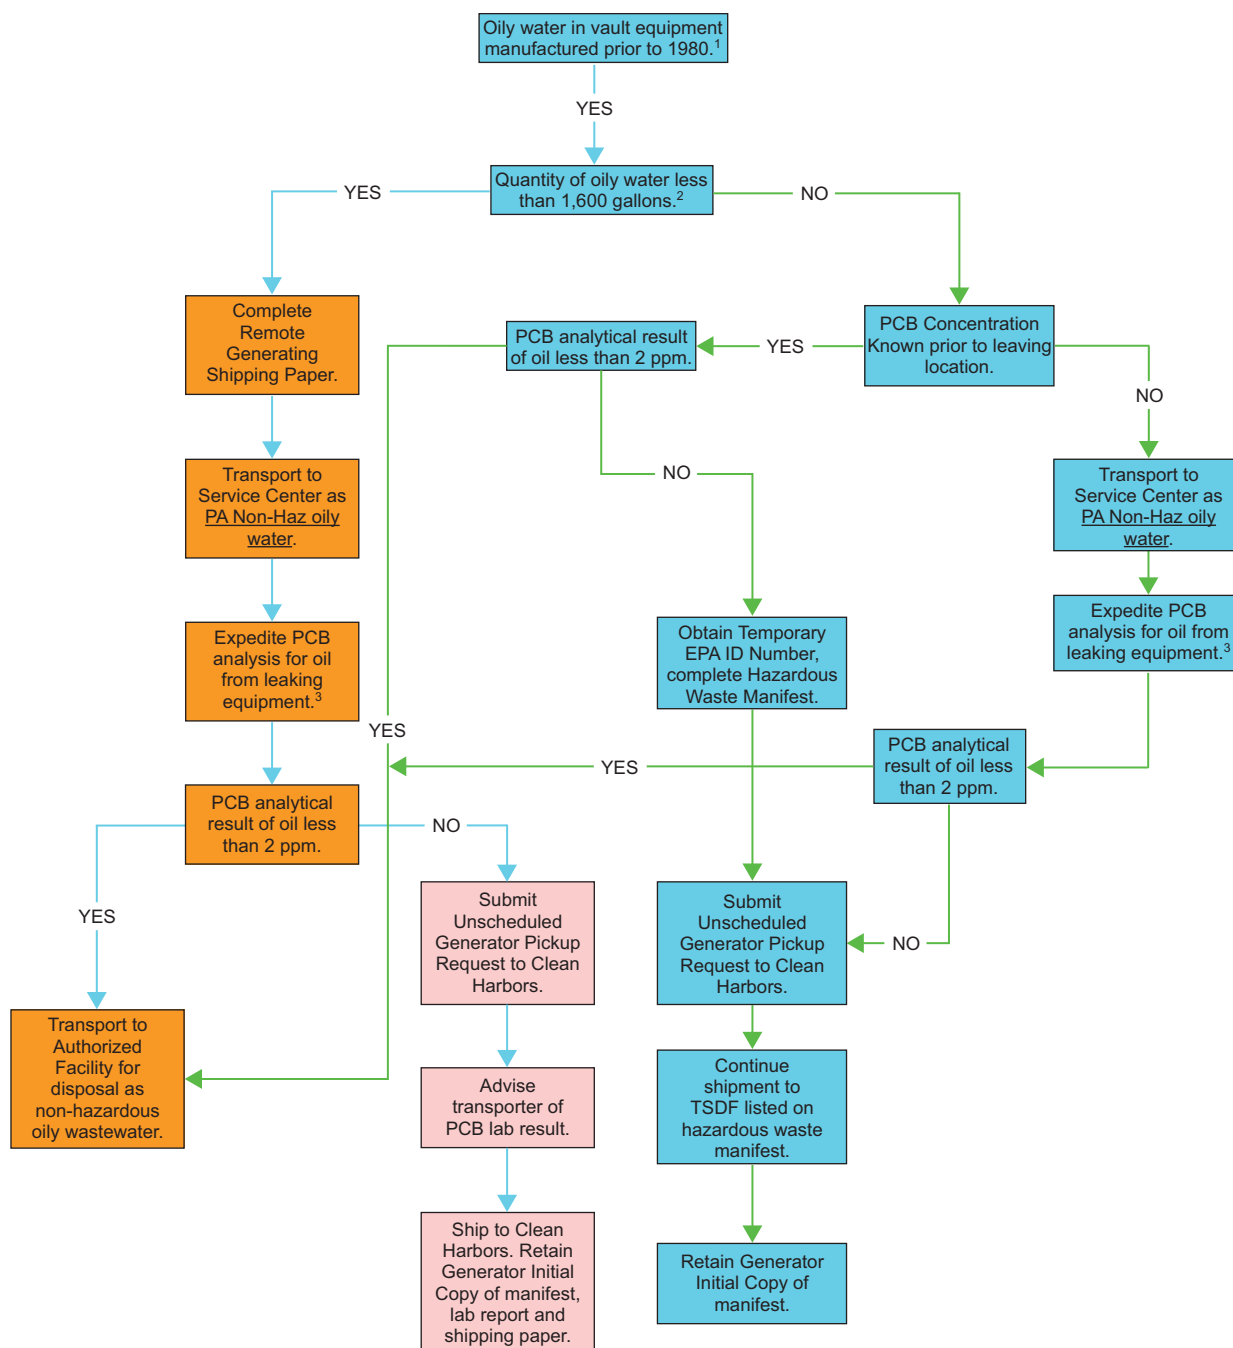 Oily water in vault equipment
manufactured prior to 1980.1
YES
Quantity of oily water less
than 1,600 gallons.2
YES
NO
Complete
Remote
Generating
Shipping Paper.
PCB analytical result
of oil less than 2 ppm.
YES
PCB Concentration
Known prior to leaving
location.
NO
Transport to
Service Center as
PA Non-Haz oily
water.
NO
Transport to
Service Center as
PA Non-Haz oily
water.
Expedite PCB
analysis for oil
from leaking
equipment.3
Obtain Temporary
EPA ID Number,
complete Hazardous
Waste Manifest.
Expedite PCB
analysis for oil from
leaking equipment.3
YES
YES
PCB analytical
result of oil less
than 2 ppm.
PCB analytical
result of oil less
than 2 ppm.
NO
YES
Submit
Unscheduled
Generator Pickup
Request to Clean
Harbors.
Submit
Unscheduled
Generator Pickup
Request to Clean
Harbors.
NO
Transport to
Authorized
Facility for
disposal as
non-hazardous
oily wastewater.
Advise
transporter of
PCB lab result.
Continue
shipment to
TSDF listed on
hazardous waste
manifest.
Ship to Clean
Harbors. Retain
Generator Initial
Copy of manifest,
lab report and
shipping paper.
Retain Generator
Initial Copy of
manifest.